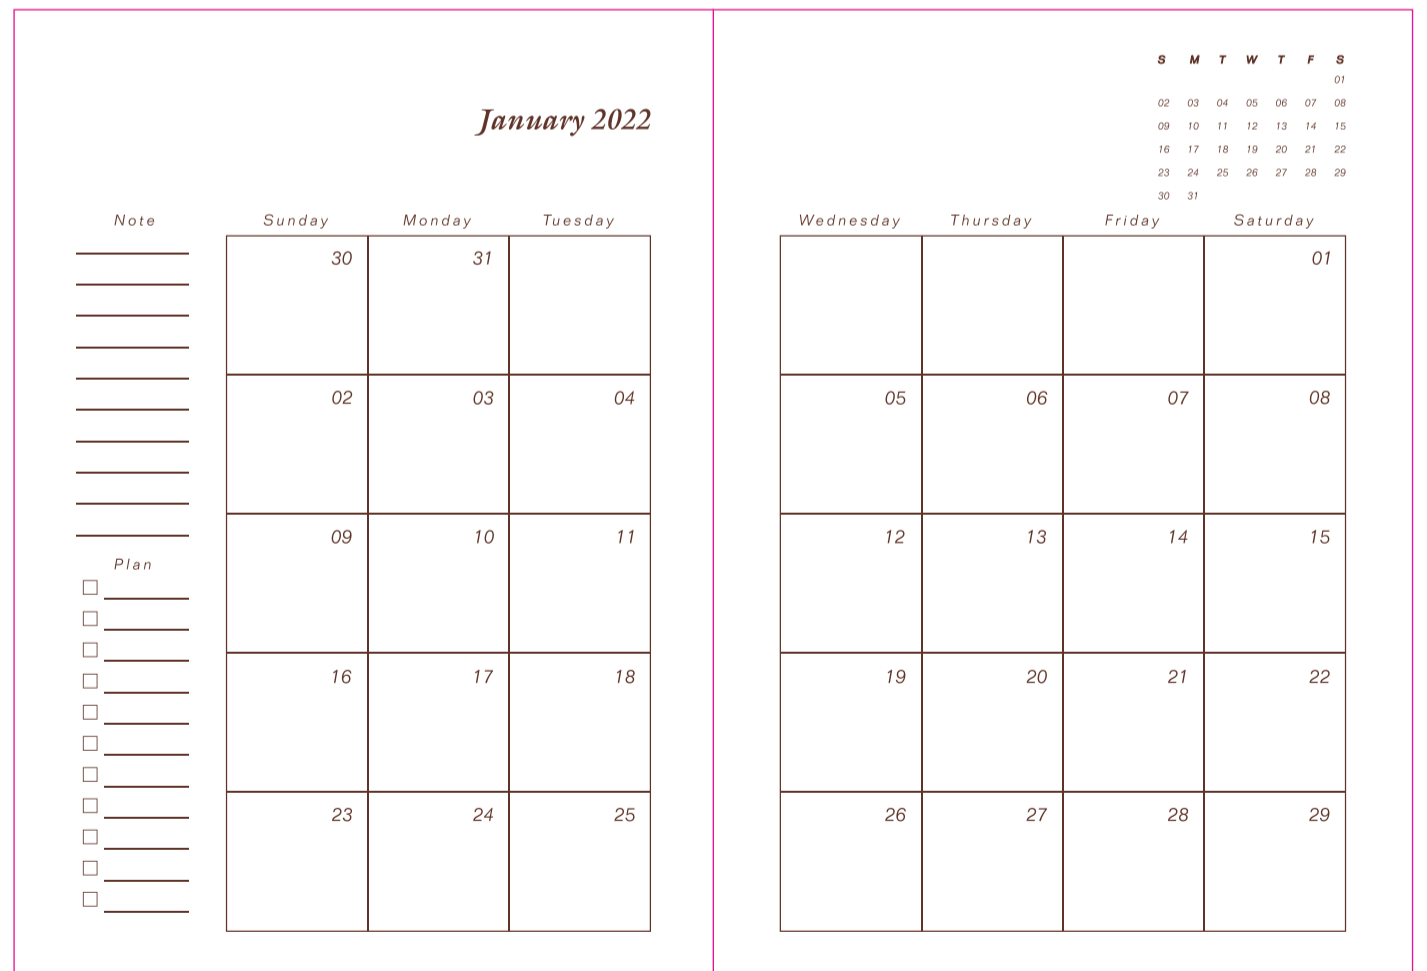 January 2022
S M T W T F S
01
02 03 04 05 06 07 08
09 10 11 12 13 14 15
16 17 18 19 20 21 22
23 24 25 26 27 28 29
30 31
Note Sunday Monday Tuesday Wednesday Thursday Friday Saturday
30 31 01
02 03 04 05 06 07 08
09 10 11 12 13 14 15
Plan
16 17 18 19 20 21 22
23 24 25 26 27 28 29